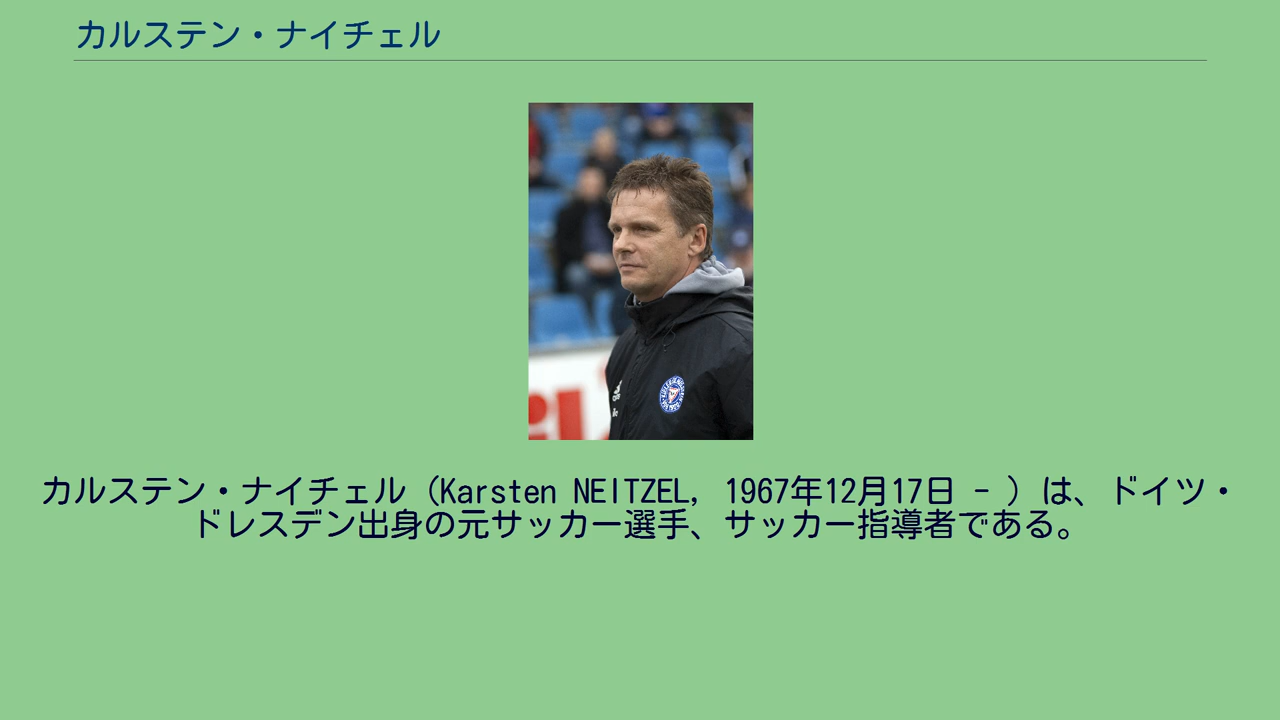 カルステン・ナイチェル
カルステン・ナイチェル（Karsten NEITZEL, 1967年12月17日 - ）は、ドイツ・
ドレスデン出身の元サッカー選手、サッカー指導者である。